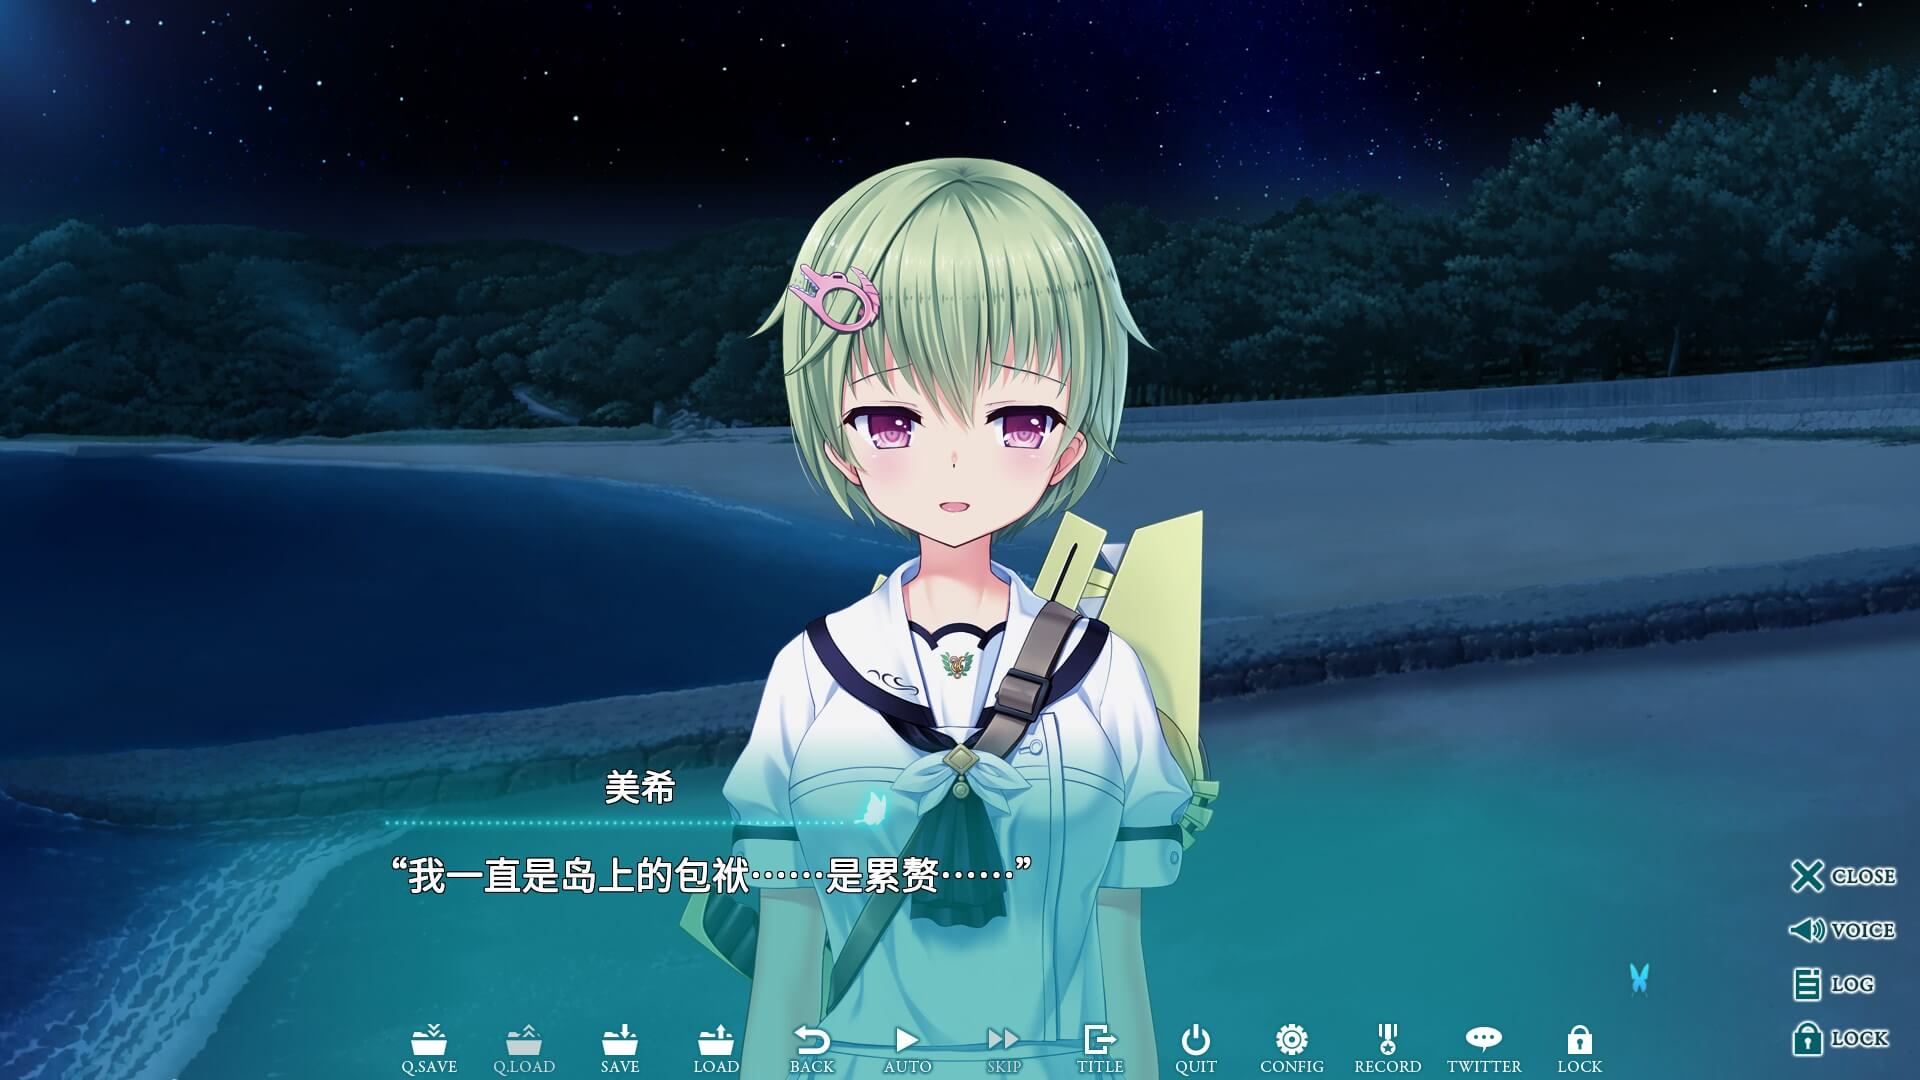 美希
“我一直是岛上的包袱……是累赘……”
CLOSE
VOICE
LOG
LOCK
Q.SAVE Q.LOAD SAVE LOAD BACK AUTO SKIP TITLE QUIT CONFIG RECORD TWITTER LOCK